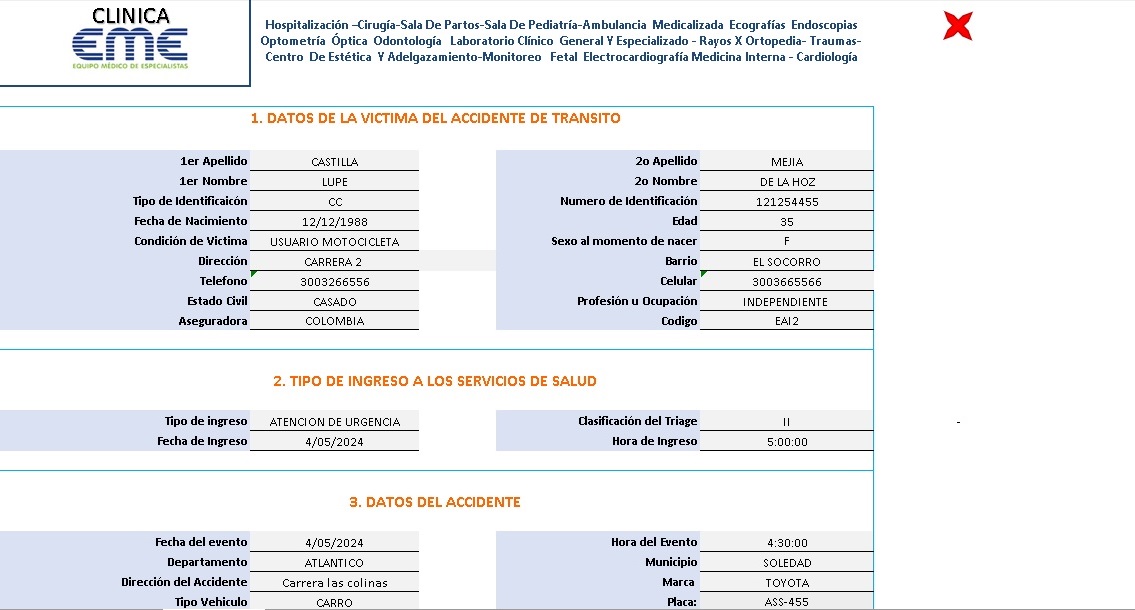 CLINICA
EME
EQUIPO MÉDICO DE ESPECIALISTAS
Hospitalización –Cirugía-Sala De Partos-Sala De Pediatría-Ambulancia Medicalizada Ecografías Endoscopias
Optometría Óptica Odontología Laboratorio Clínico General Y Especializado - Rayos X Ortopedia- Traumas-
Centro De Estética Y Adelgazamiento-Monitoreo Fetal Electrocardiografía Medicina Interna - Cardiología
1. DATOS DE LA VICTIMA DEL ACCIDENTE DE TRANSITO
1er Apellido CASTILLA 2o Apellido MEJIA
1er Nombre LUPE 2o Nombre DE LA HOZ
Tipo de Identificaicón CC Numero de Identificación 121254455
Fecha de Nacimiento 12/12/1988 Edad 35
Condición de Victima USUARIO MOTOCICLETA Sexo al momento de nacer F
Dirección CARRERA 2 Barrio EL SOCORRO
Telefono 3003266556 Celular 3003665566
Estado Civil CASADO Profesión u Ocupación INDEPENDIENTE
Aseguradora COLOMBIA Codigo EAI2
2. TIPO DE INGRESO A LOS SERVICIOS DE SALUD
Tipo de ingreso ATENCION DE URGENCIA Clasificación del Triage II -
Fecha de Ingreso 4/05/2024 Hora de Ingreso 5:00:00
3. DATOS DEL ACCIDENTE
Fecha del evento 4/05/2024 Hora del Evento 4:30:00
Departamento ATLANTICO Municipio SOLEDAD
Dirección del Accidente Carrera las colinas Marca TOYOTA
Tipo Vehiculo CARRO Placa: ASS-455